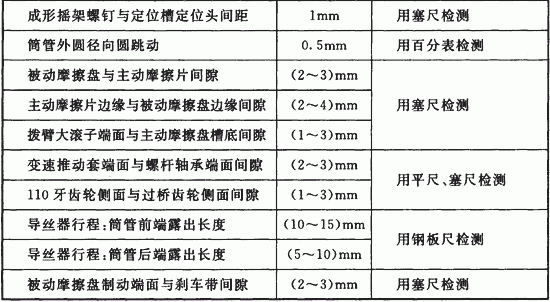 成形摇架螺钉与定位槽定位头间距 1mm 用塞尺检测
筒管外圆径向圆跳动 0.5mm 用百分表检测
被动摩擦盘与主动摩擦片间隙 (2～3)mm
主动摩擦片边缘与被动摩擦盘边缘间隙 (2～4)mm 用塞尺检测
拨臂大滚子端面与主动摩擦盘槽底间隙 (1～3)mm
变速推动套端面与螺杆轴承端面间隙 (2～3)mm 用平尺、塞尺检测
110 牙齿轮侧面与过桥齿轮侧面间隙 (1～3)mm
导丝器行程:筒管前端露出长度 (10～15)mm 用钢板尺检测
导丝器行程:筒管后端露出长度 (5～10)mm
被动摩擦盘制动端面与刹车带间隙 (2～3)mm 用塞尺检测